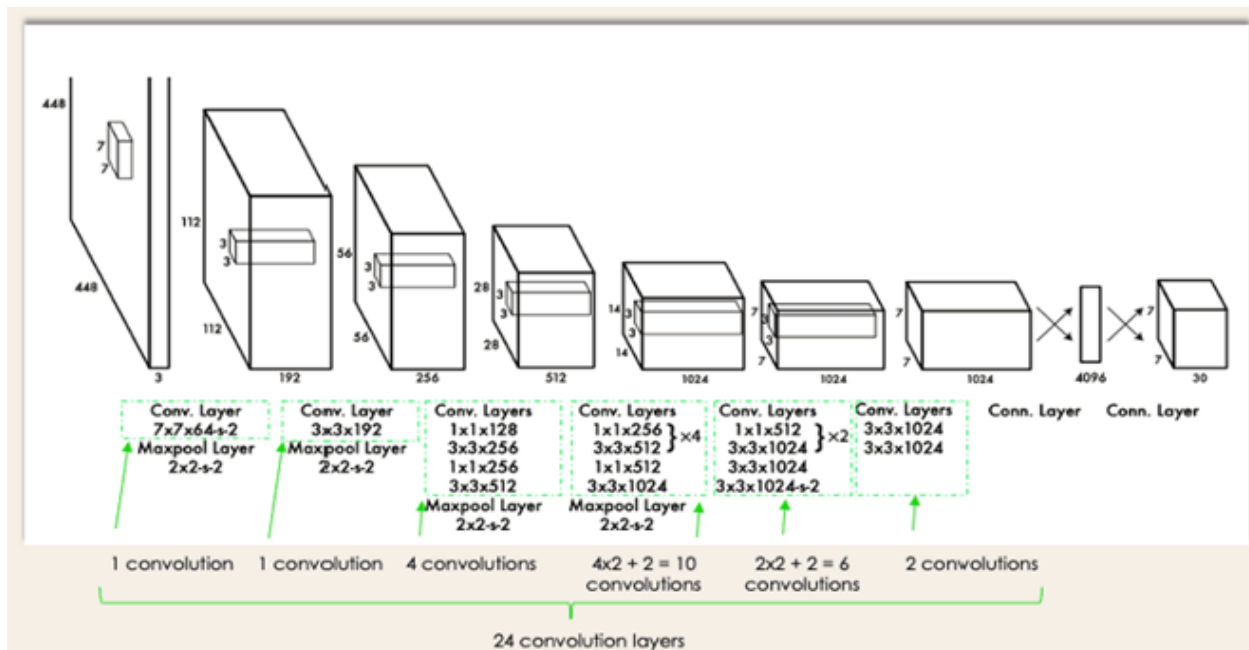 448
7
7
448
3
112
3
3
112
192
56
3
3
56
256
28
3
3
28
512
14
3
3
14
1024
7
3
3
7
1024
7
7
1024
4096
7
7
30
Conv. Layer
7x7x64-s-2
Maxpool Layer
2x2-s-2
Conv. Layer
3x3x192
Maxpool Layer
2x2-s-2
Conv. Layers
1x1x128
3x3x256
1x1x256
3x3x512
Maxpool Layer
2x2-s-2
Conv. Layers
1x1x256
3x3x512 }×4
1x1x512
3x3x1024
Maxpool Layer
2x2-s-2
Conv. Layers
1x1x512
3x3x1024 }×2
3x3x1024
3x3x1024-s-2
Conv. Layers
3x3x1024
3x3x1024
Conn. Layer
Conn. Layer
1 convolution
1 convolution
4 convolutions
4x2 + 2 = 10
convolutions
2x2 + 2 = 6
convolutions
2 convolutions
24 convolution layers